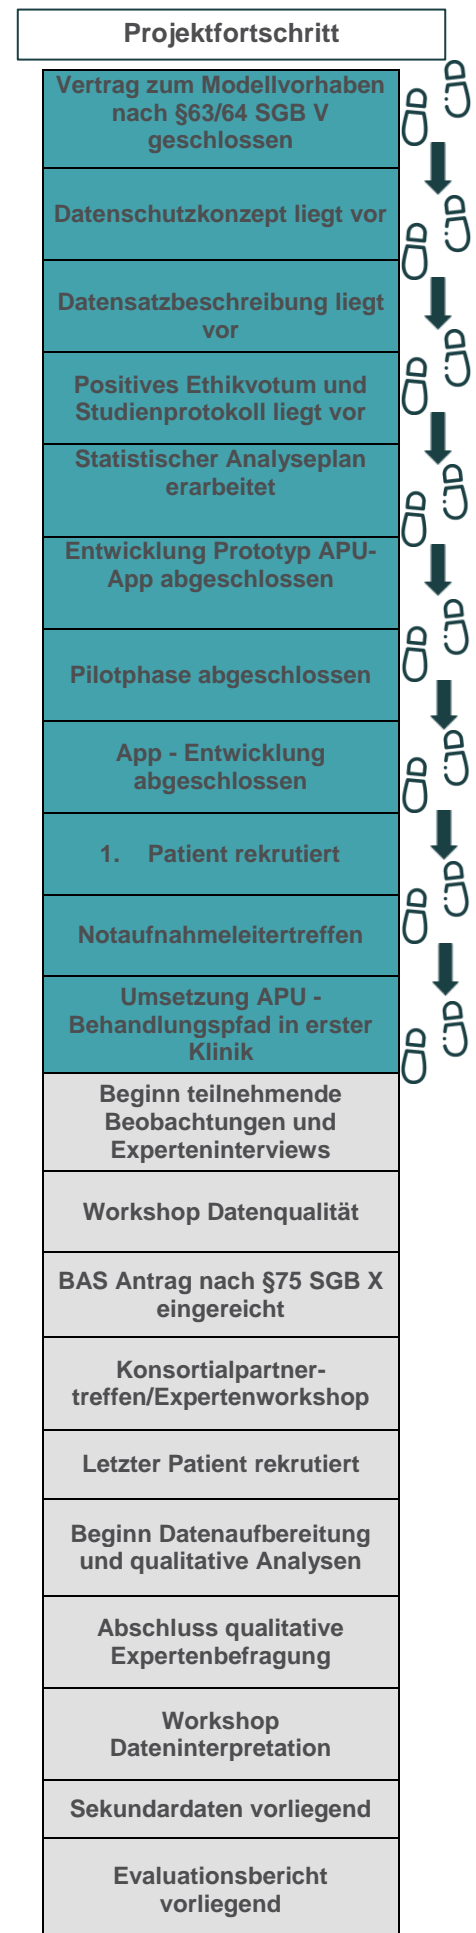 Projektfortschritt
Vertrag zum Modellvorhaben
nach §63/64 SGB V
geschlossen
Datenschutzkonzept liegt vor
Datensatzbeschreibung liegt
vor
Positives Ethikvotum und
Studienprotokoll liegt vor
Statistischer Analyseplan
erarbeitet
Entwicklung Prototyp APU-
App abgeschlossen
Pilotphase abgeschlossen
App - Entwicklung
abgeschlossen
1. Patient rekrutiert
Notaufnahmeleitertreffen
Umsetzung APU -
Behandlungspfad in erster
Klinik
Beginn teilnehmende
Beobachtungen und
Experteninterviews
Workshop Datenqualität
BAS Antrag nach §75 SGB X
eingereicht
Konsortialpartner-
treffen/Expertenworkshop
Letzter Patient rekrutiert
Beginn Datenaufbereitung
und qualitative Analysen
Abschluss qualitative
Expertenbefragung
Workshop
Dateninterpretation
Sekundardaten vorliegend
Evaluationsbericht
vorliegend